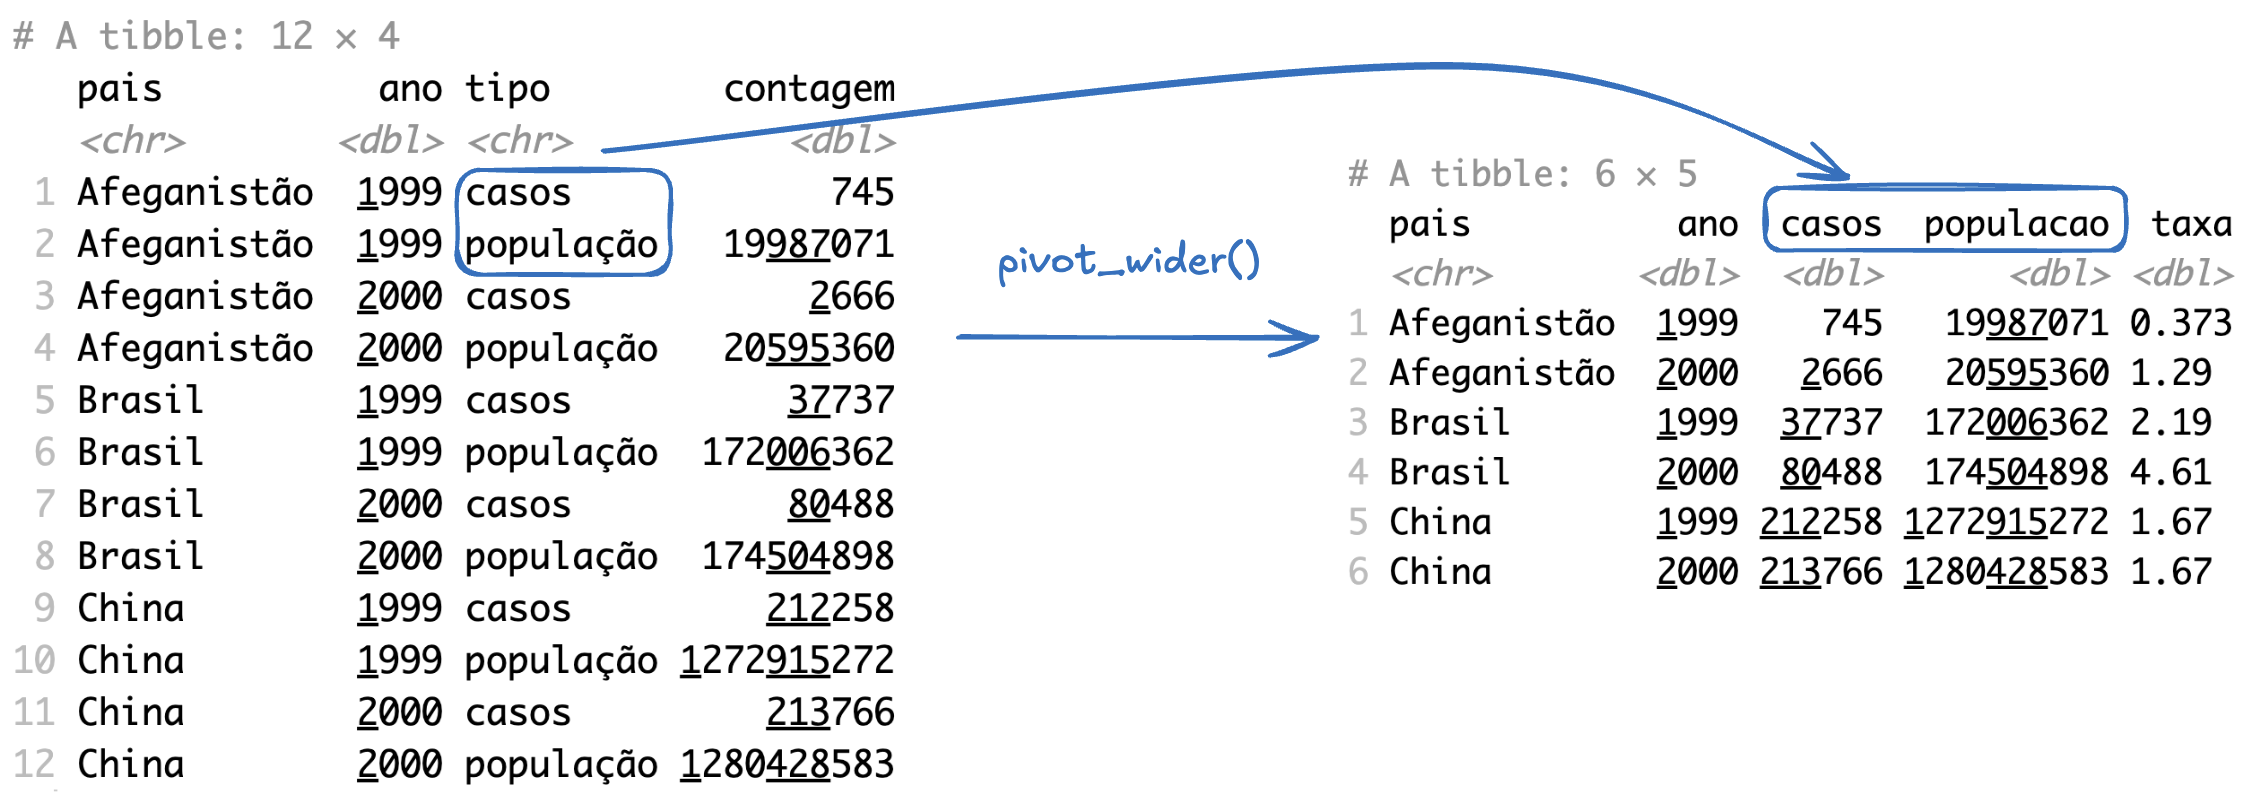 # A tibble: 12 × 4
pais ano tipo contagem
<chr> <dbl> <chr> <dbl>
1 Afeganistão 1999 casos 745
2 Afeganistão 1999 população 19987071
3 Afeganistão 2000 casos 2666
4 Afeganistão 2000 população 20595360
5 Brasil 1999 casos 37737
6 Brasil 1999 população 172006362
7 Brasil 2000 casos 80488
8 Brasil 2000 população 174504898
9 China 1999 casos 212258
10 China 1999 população 1272915272
11 China 2000 casos 213766
12 China 2000 população 1280428583
pivot_wider()
# A tibble: 6 × 5
pais ano casos populacao taxa
<chr> <dbl> <dbl> <dbl> <dbl>
1 Afeganistão 1999 745 19987071 0.373
2 Afeganistão 2000 2666 20595360 1.29
3 Brasil 1999 37737 172006362 2.19
4 Brasil 2000 80488 174504898 4.61
5 China 1999 212258 1272915272 1.67
6 China 2000 213766 1280428583 1.67